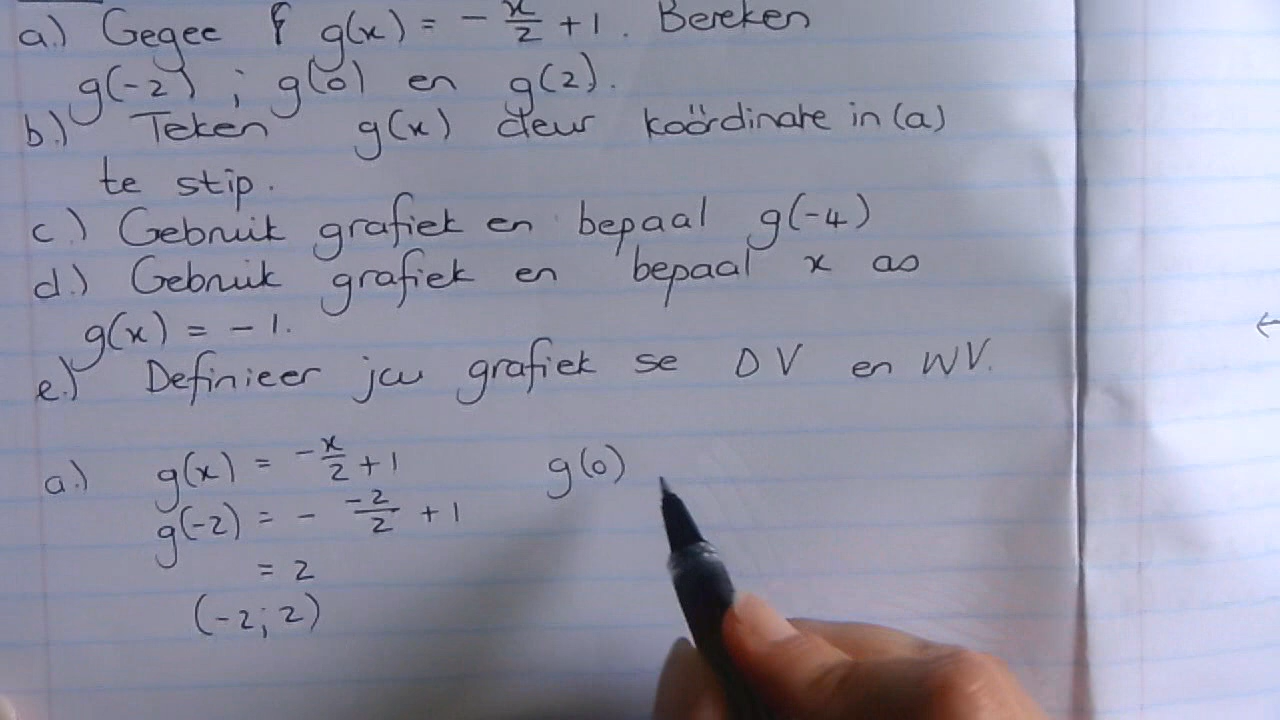 a.) Gegee g(x) = - x/2 + 1. Bereken
g(-2) ; g(0) en g(2).
b.) Teken g(x) deur koördinate in (a)
te stip.
c.) Gebruik grafiek en bepaal g(-4)
d.) Gebruik grafiek en bepaal x as
g(x) = -1.
e.) Definieer jou grafiek se DV en WV.
a.) g(x) = -x/2 + 1
g(-2) = - -2/2 + 1
= 2
(-2; 2)
g(0)